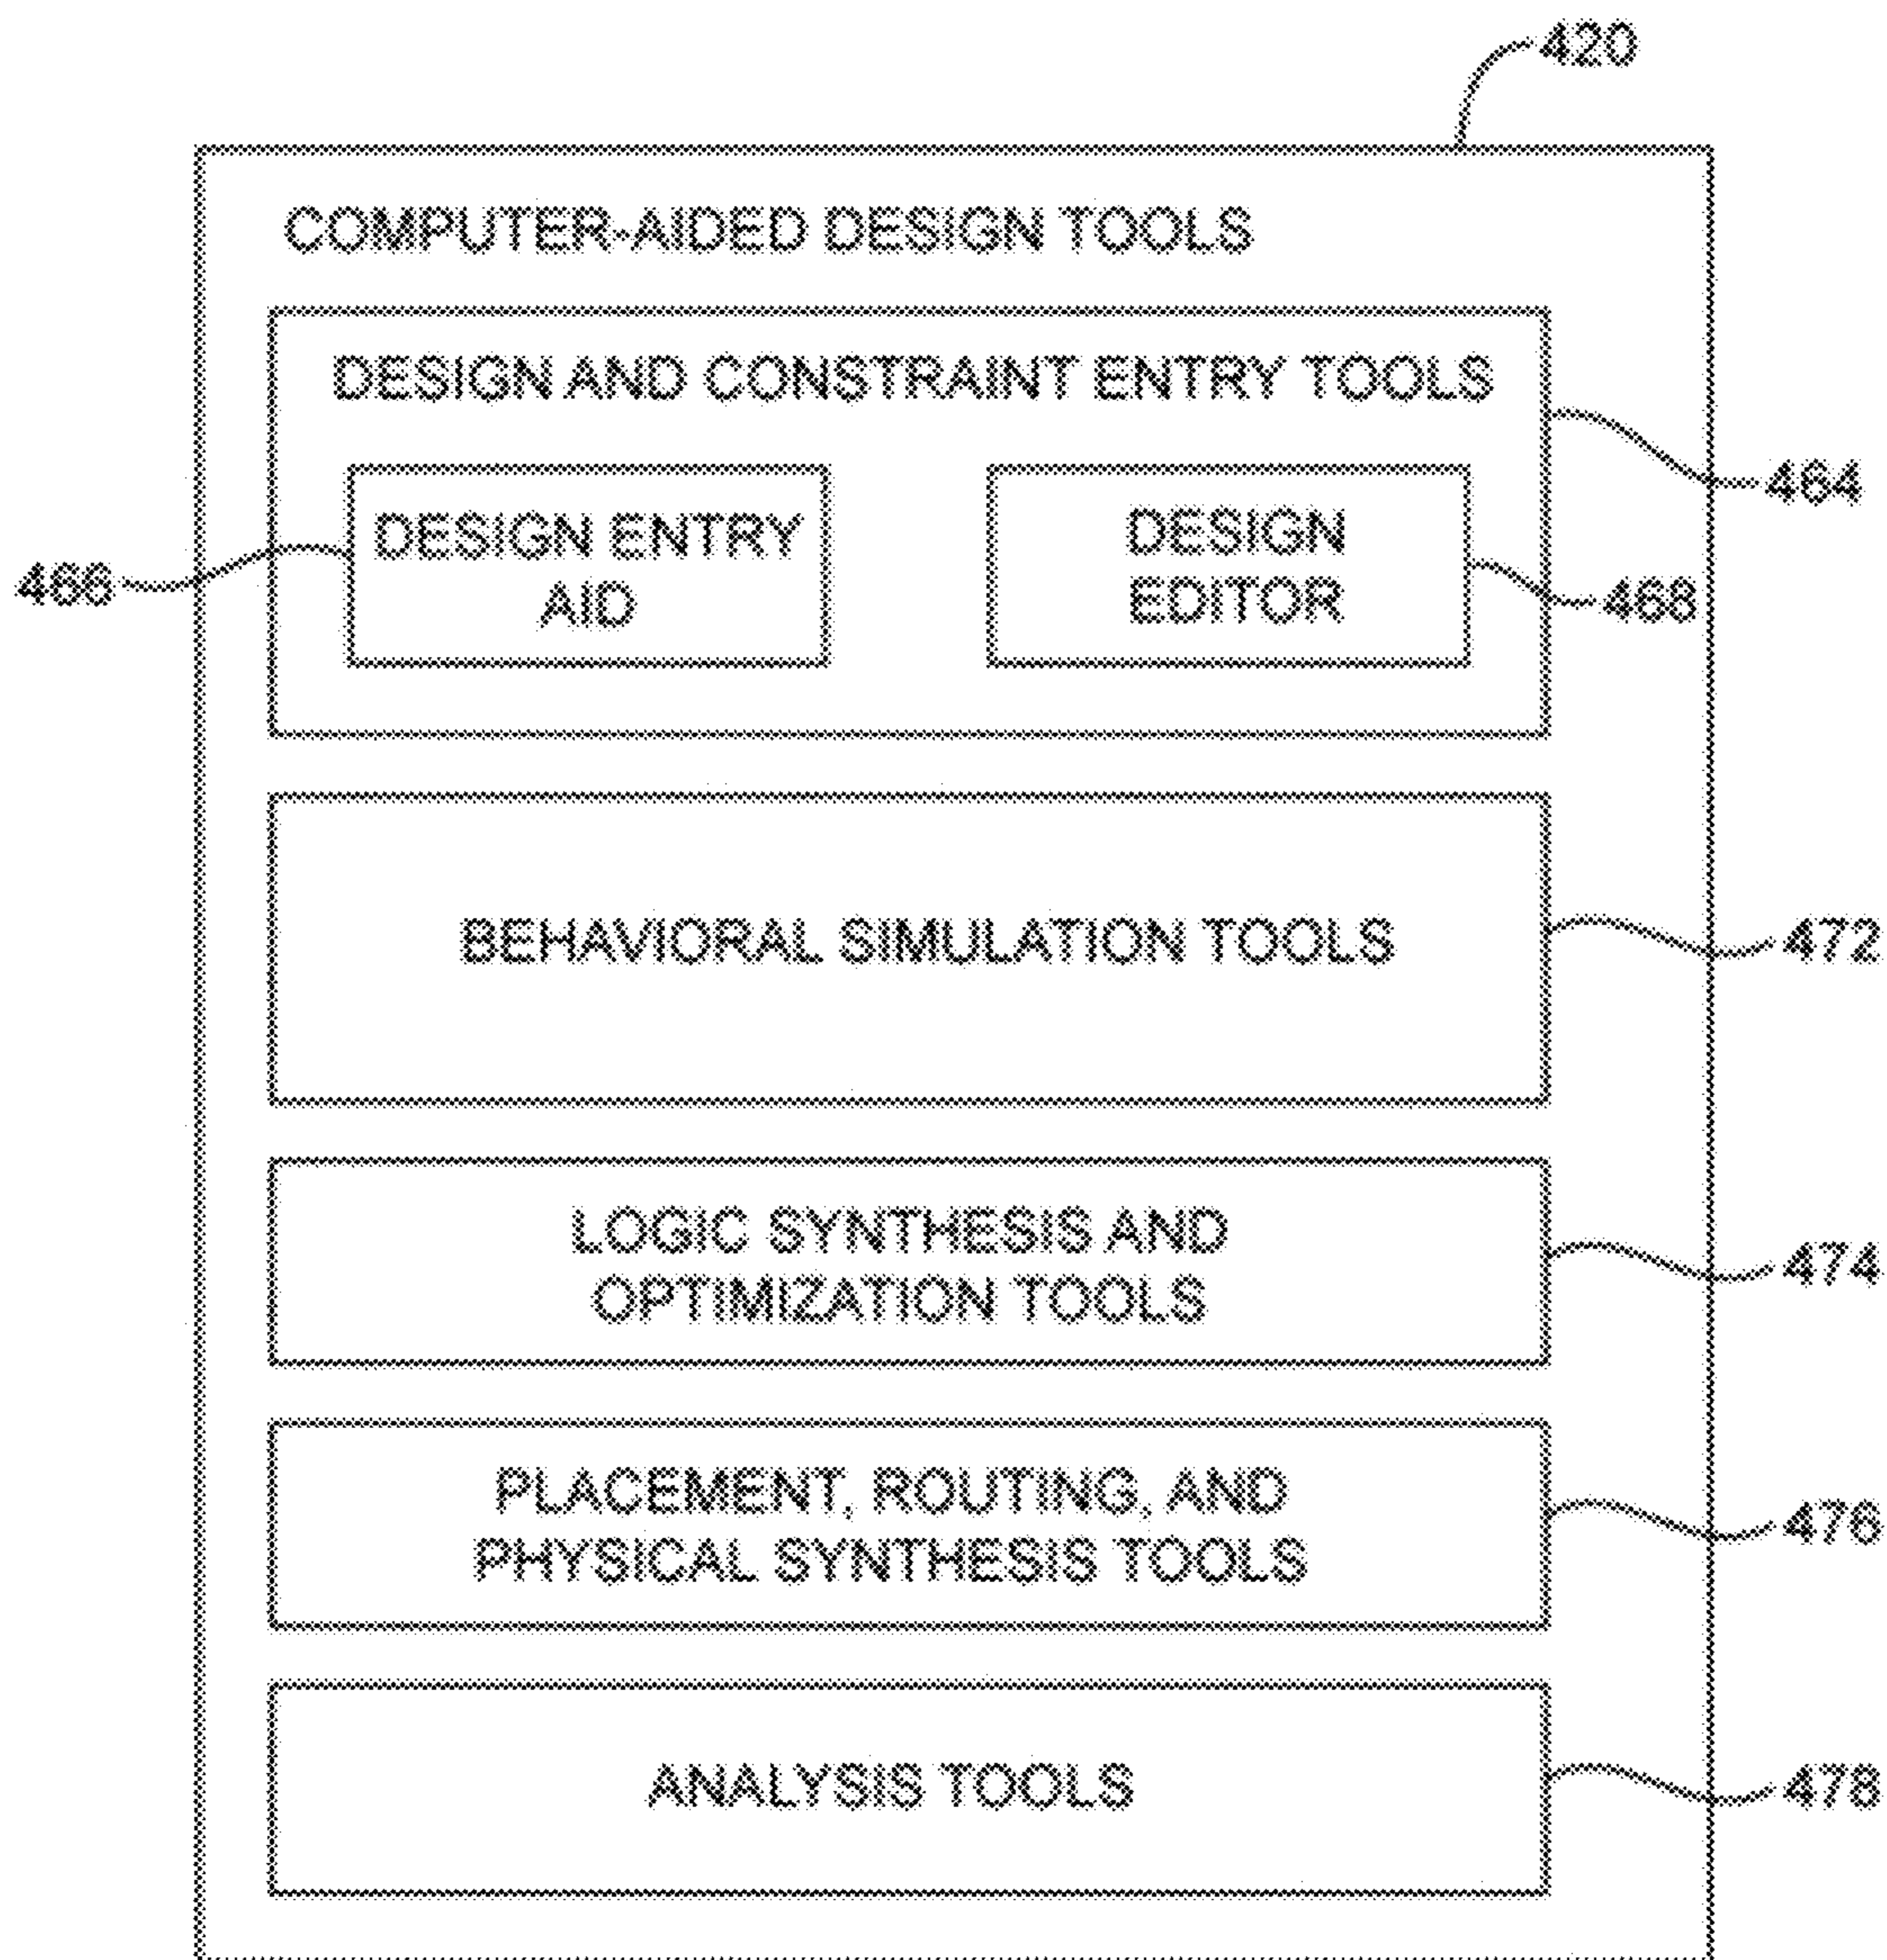 420
COMPUTER-AIDED DESIGN TOOLS
DESIGN AND CONSTRAINT ENTRY TOOLS
464
DESIGN ENTRY
AID
466
DESIGN
EDITOR
468
BEHAVIORAL SIMULATION TOOLS
472
LOGIC SYNTHESIS AND
OPTIMIZATION TOOLS
474
PLACEMENT, ROUTING, AND
PHYSICAL SYNTHESIS TOOLS
476
ANALYSIS TOOLS
478